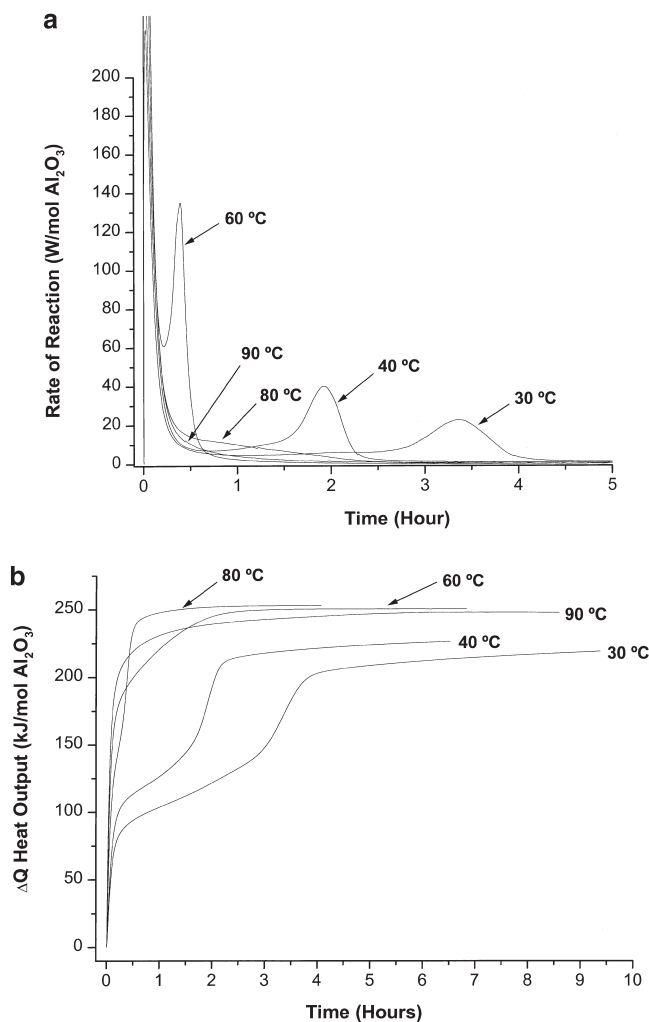 a
Rate of Reaction (W/mol Al₂O₃)
200
180
160
140
120
100
80
60
40
20
0
60 ºC
90 ºC
80 ºC
40 ºC
30 ºC
0 1 2 3 4 5
Time (Hour)
b
ΔQ Heat Output (kJ/mol Al₂O₃)
250
200
150
100
50
0
80 ºC
60 ºC
90 ºC
40 ºC
30 ºC
0 1 2 3 4 5 6 7 8 9 10
Time (Hours)